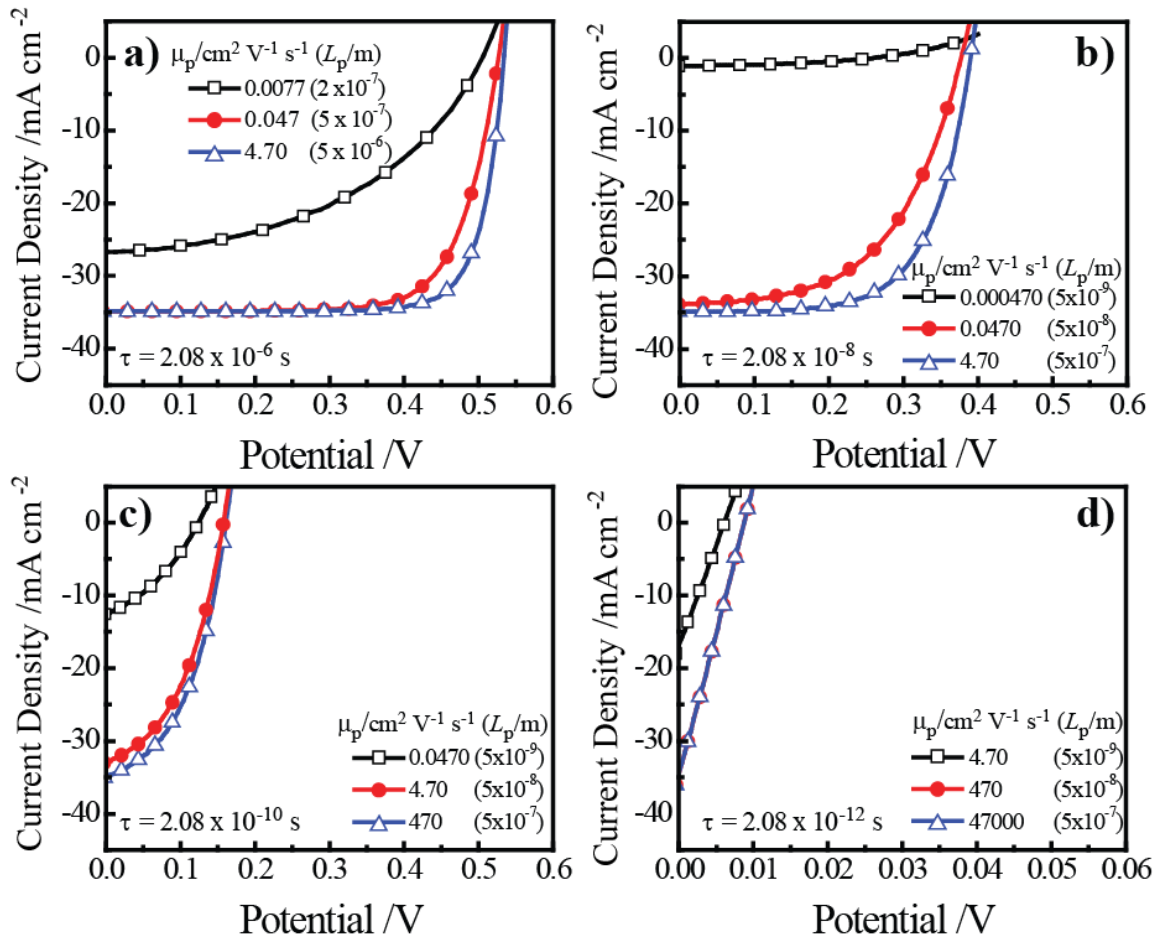 a)
μp/cm² V⁻¹ s⁻¹ (Lp/m)
0.0077 (2 x10⁻⁷)
0.047 (5 x 10⁻⁷)
4.70 (5 x 10⁻⁶)
τ = 2.08 x 10⁻⁶ s
0
-10
-20
-30
-40
Current Density /mA cm⁻²
0.0 0.1 0.2 0.3 0.4 0.5 0.6
Potential /V
b)
μp/cm² V⁻¹ s⁻¹ (Lp/m)
0.000470 (5x10⁻⁹)
0.0470 (5x10⁻⁸)
4.70 (5x10⁻⁷)
τ = 2.08 x 10⁻⁸ s
0
-10
-20
-30
-40
Current Density /mA cm⁻²
0.0 0.1 0.2 0.3 0.4 0.5 0.6
Potential /V
c)
μp/cm² V⁻¹ s⁻¹ (Lp/m)
0.0470 (5x10⁻⁹)
4.70 (5x10⁻⁸)
470 (5x10⁻⁷)
τ = 2.08 x 10⁻¹⁰ s
0
-10
-20
-30
-40
Current Density /mA cm⁻²
0.0 0.1 0.2 0.3 0.4 0.5 0.6
Potential /V
d)
μp/cm² V⁻¹ s⁻¹ (Lp/m)
4.70 (5x10⁻⁹)
470 (5x10⁻⁸)
47000 (5x10⁻⁷)
τ = 2.08 x 10⁻¹² s
0
-10
-20
-30
-40
Current Density /mA cm⁻²
0.00 0.01 0.02 0.03 0.04 0.05 0.06
Potential /V